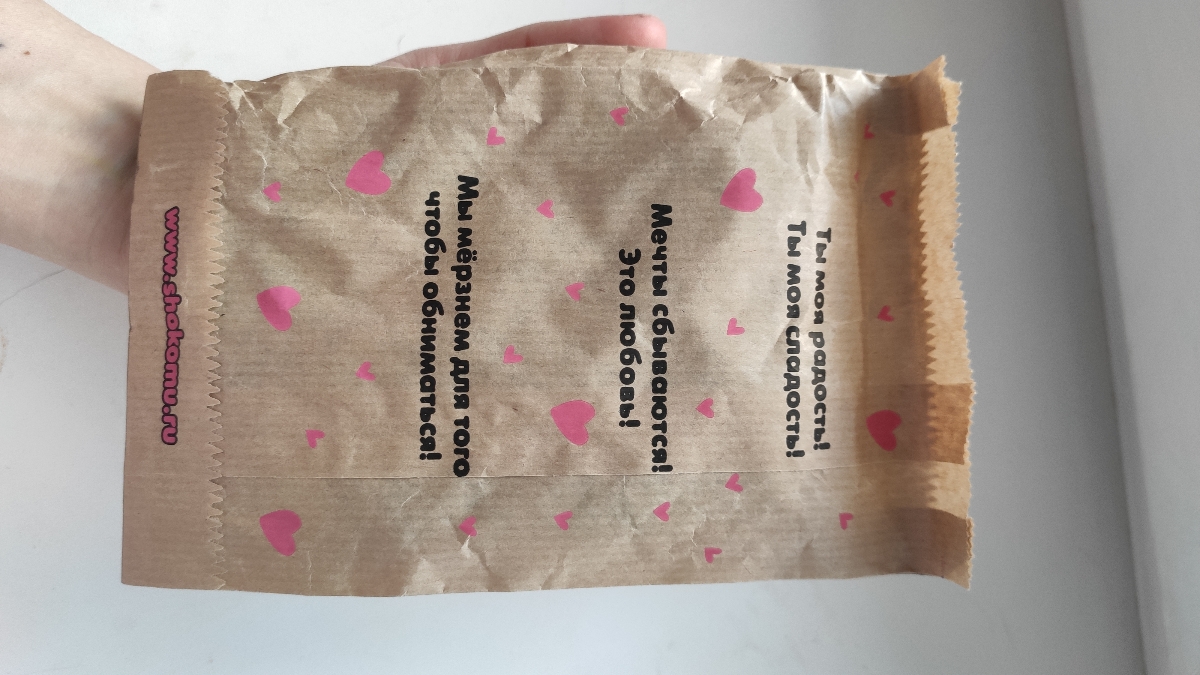 Ты моя радость!
Ты моя сладость!
Мечты сбываются!
Это любовь!
Мы мёрзнем для того
чтобы обниматься!
www.shokomu.ru